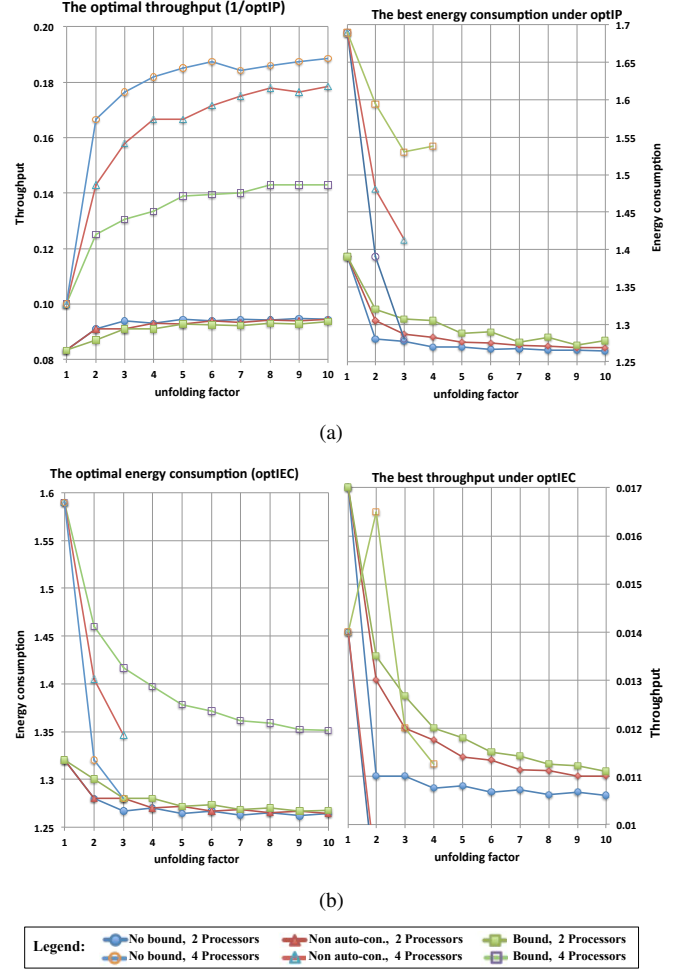 The optimal throughput (1/optIP)
0.20
0.18
0.16
0.14
0.12
0.10
0.08
Throughput
1 2 3 4 5 6 7 8 9 10
unfolding factor
The best energy consumption under optIP
1.7
1.65
1.6
1.55
1.5
1.45
1.4
1.35
1.3
1.25
Energy consumption
1 2 3 4 5 6 7 8 9 10
unfolding factor
(a)
The optimal energy consumption (optIEC)
1.6
1.55
1.5
1.45
1.4
1.35
1.3
1.25
Energy consumption
1 2 3 4 5 6 7 8 9 10
unfolding factor
The best throughput under optIEC
0.017
0.016
0.015
0.014
0.013
0.012
0.011
0.01
Throughput
1 2 3 4 5 6 7 8 9 10
unfolding factor
(b)
Legend:
No bound, 2 Processors
Non auto-con., 2 Processors
Bound, 2 Processors
No bound, 4 Processors
Non auto-con., 4 Processors
Bound, 4 Processors